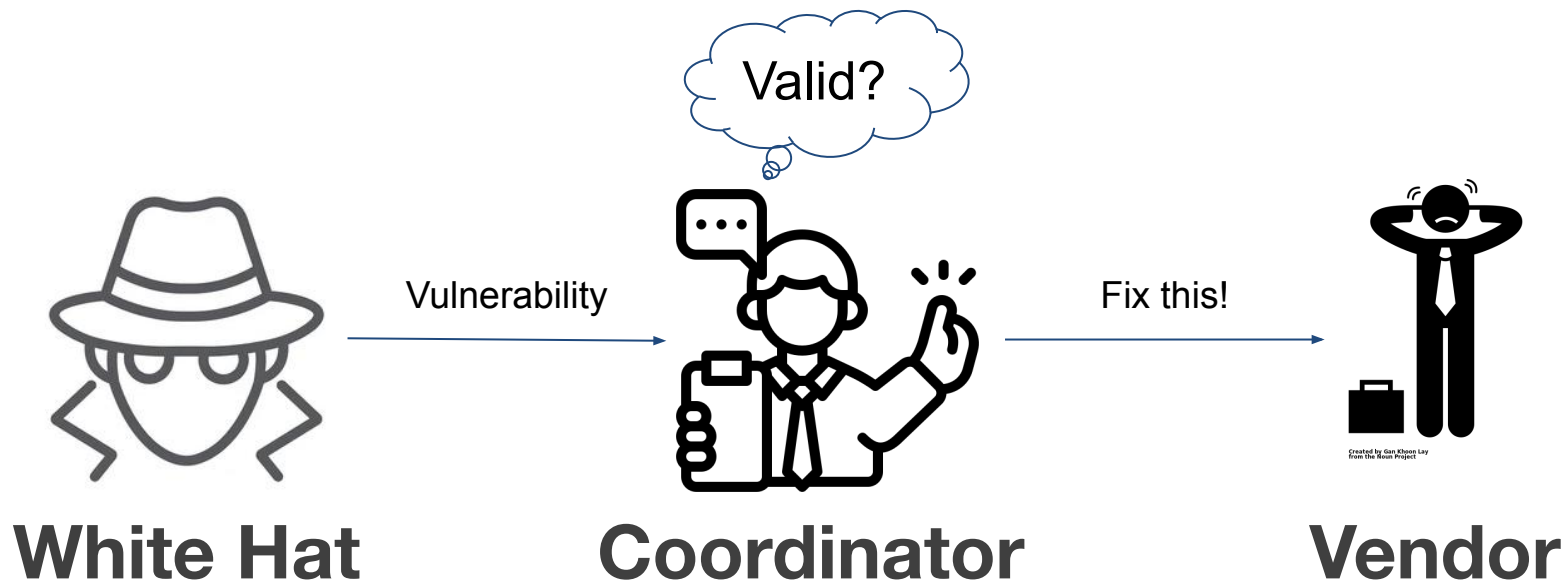 Valid?
Vulnerability
Fix this!
Created by Gan Khoon Lay
from the Noun Project
White Hat
Coordinator
Vendor